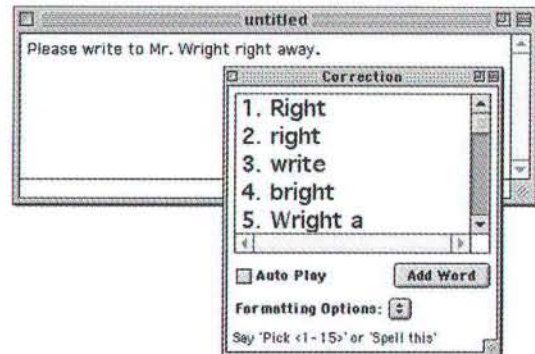 untitled
Please write to Mr. Wright right away.
Correction
1. Right
2. right
3. write
4. bright
5. Wright a
Auto Play
Add Word
Formatting Options:
Say 'Pick <1-15>' or 'Spell this'